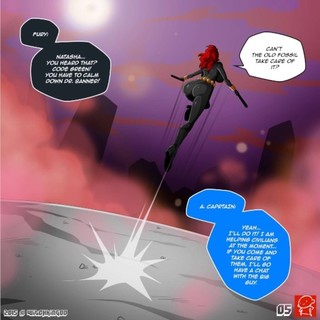 FURY:
NATASHA...
YOU HEARD THAT?
CODE GREEN!
YOU HAVE TO CALM
DOWN DR. BANNER!
CAN'T
THE OLD FOSSIL
TAKE CARE OF
IT?
A. CAPTAIN:
YEAH...
I'LL DO IT! I AM
HELPING CIVILIANS
AT THE MOMENT...
IF YOU COME AND
TAKE CARE OF
THEM, I'LL GO
HAVE A CHAT
WITH THE BIG
GUY!
2015 ©
05